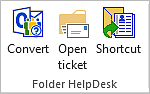 Convert Open Shortcut
ticket
Folder HelpDesk